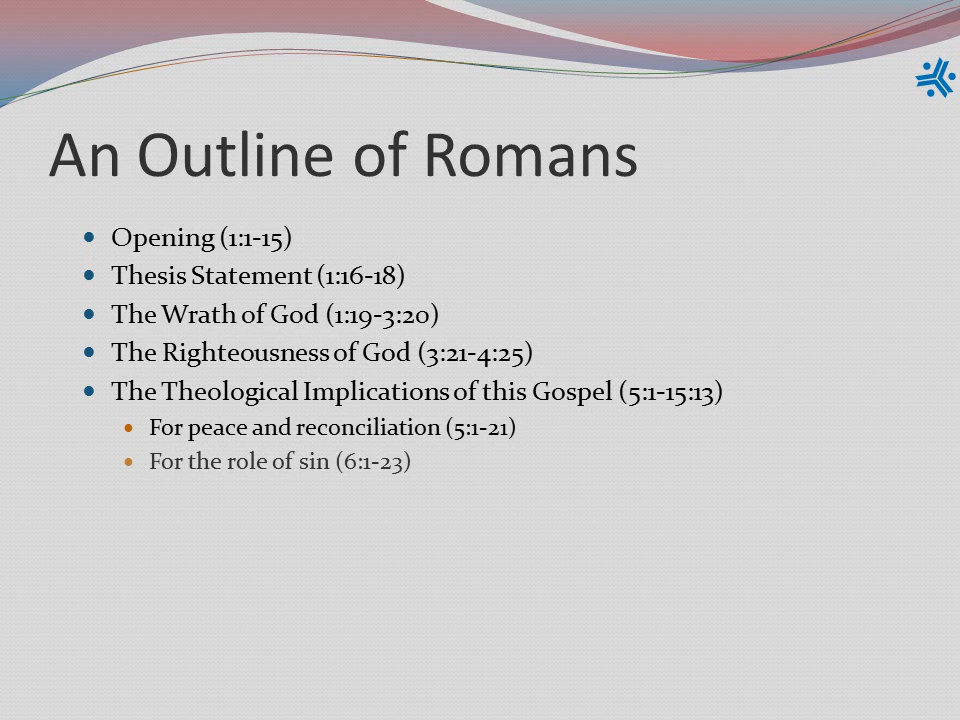 An Outline of Romans
Opening (1:1-15)
Thesis Statement (1:16-18)
The Wrath of God (1:19-3:20)
The Righteousness of God (3:21-4:25)
The Theological Implications of this Gospel (5:1-15:13)
For peace and reconciliation (5:1-21)
For the role of sin (6:1-23)